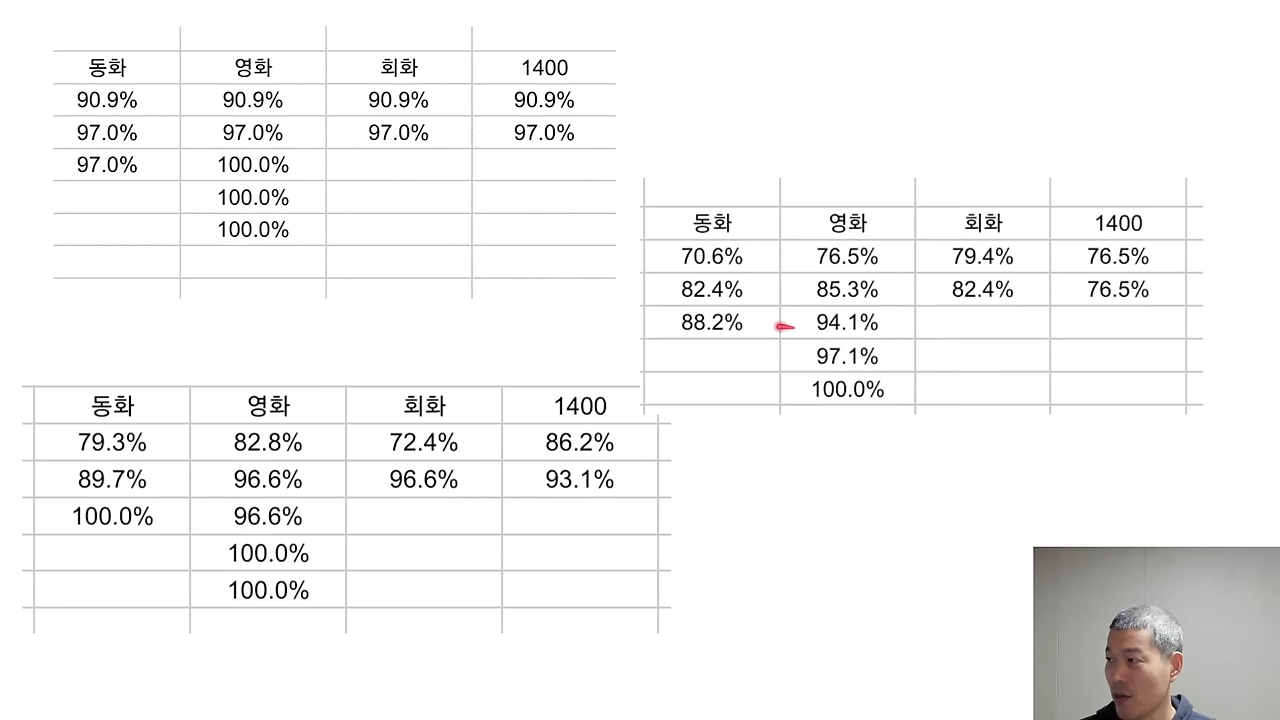 동화 영화 회화 1400
90.9% 90.9% 90.9% 90.9%
97.0% 97.0% 97.0% 97.0%
97.0% 100.0%
100.0%
100.0%
동화 영화 회화 1400
70.6% 76.5% 79.4% 76.5%
82.4% 85.3% 82.4% 76.5%
88.2% 94.1%
97.1%
100.0%
동화 영화 회화 1400
79.3% 82.8% 72.4% 86.2%
89.7% 96.6% 96.6% 93.1%
100.0% 96.6%
100.0%
100.0%